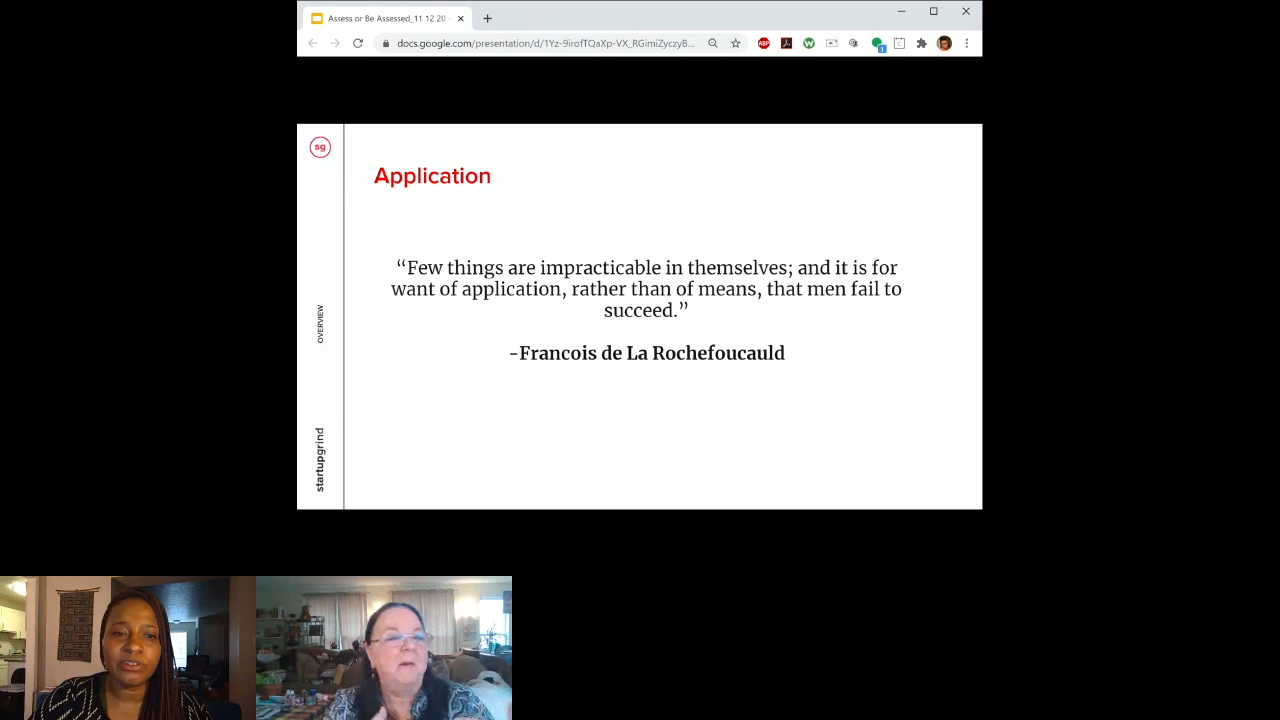 Assess or Be Assessed_11 12 20
docs.google.com/presentation/d/1Yz-9irofTQaXp-VX_RGimiZyczyB...
ABP
1
sg
Application
“Few things are impracticable in themselves; and it is for
want of application, rather than of means, that men fail to
succeed.”
-Francois de La Rochefoucauld
OVERVIEW
startupgrind